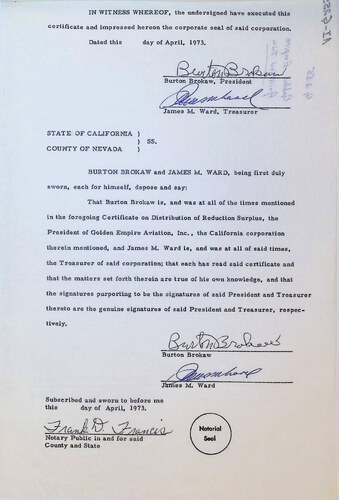 IN WITNESS WHEREOF, the undersigned have executed this
certificate and impressed hereon the corporate seal of said corporation.
Dated this day of April, 1973.
Burton Brokaw
Burton Brokaw, President
James M. Ward, Treasurer
STATE OF CALIFORNIA )
) SS.
COUNTY OF NEVADA )
BURTON BROKAW and JAMES M. WARD, being first duly
sworn, each for himself, depose and say:
That Burton Brokaw is, and was at all of the times mentioned
in the foregoing Certificate on Distribution of Reduction Surplus, the
President of Golden Empire Aviation, Inc., the California corporation
therein mentioned, and James M. Ward is, and was at all of said times,
the Treasurer of said corporation; that each has read said certificate and
that the matters set forth therein are true of his own knowledge, and that
the signatures purporting to be the signatures of said President and Treasurer
thereto are the genuine signatures of said President and Treasurer, respec-
tively.
Burton Brokaw
Burton Brokaw
James M. Ward
Subscribed and sworn to before me
this day of April, 1973.
Frank D. Francis
Notary Public in and for said
County and State
Notarial
Seal